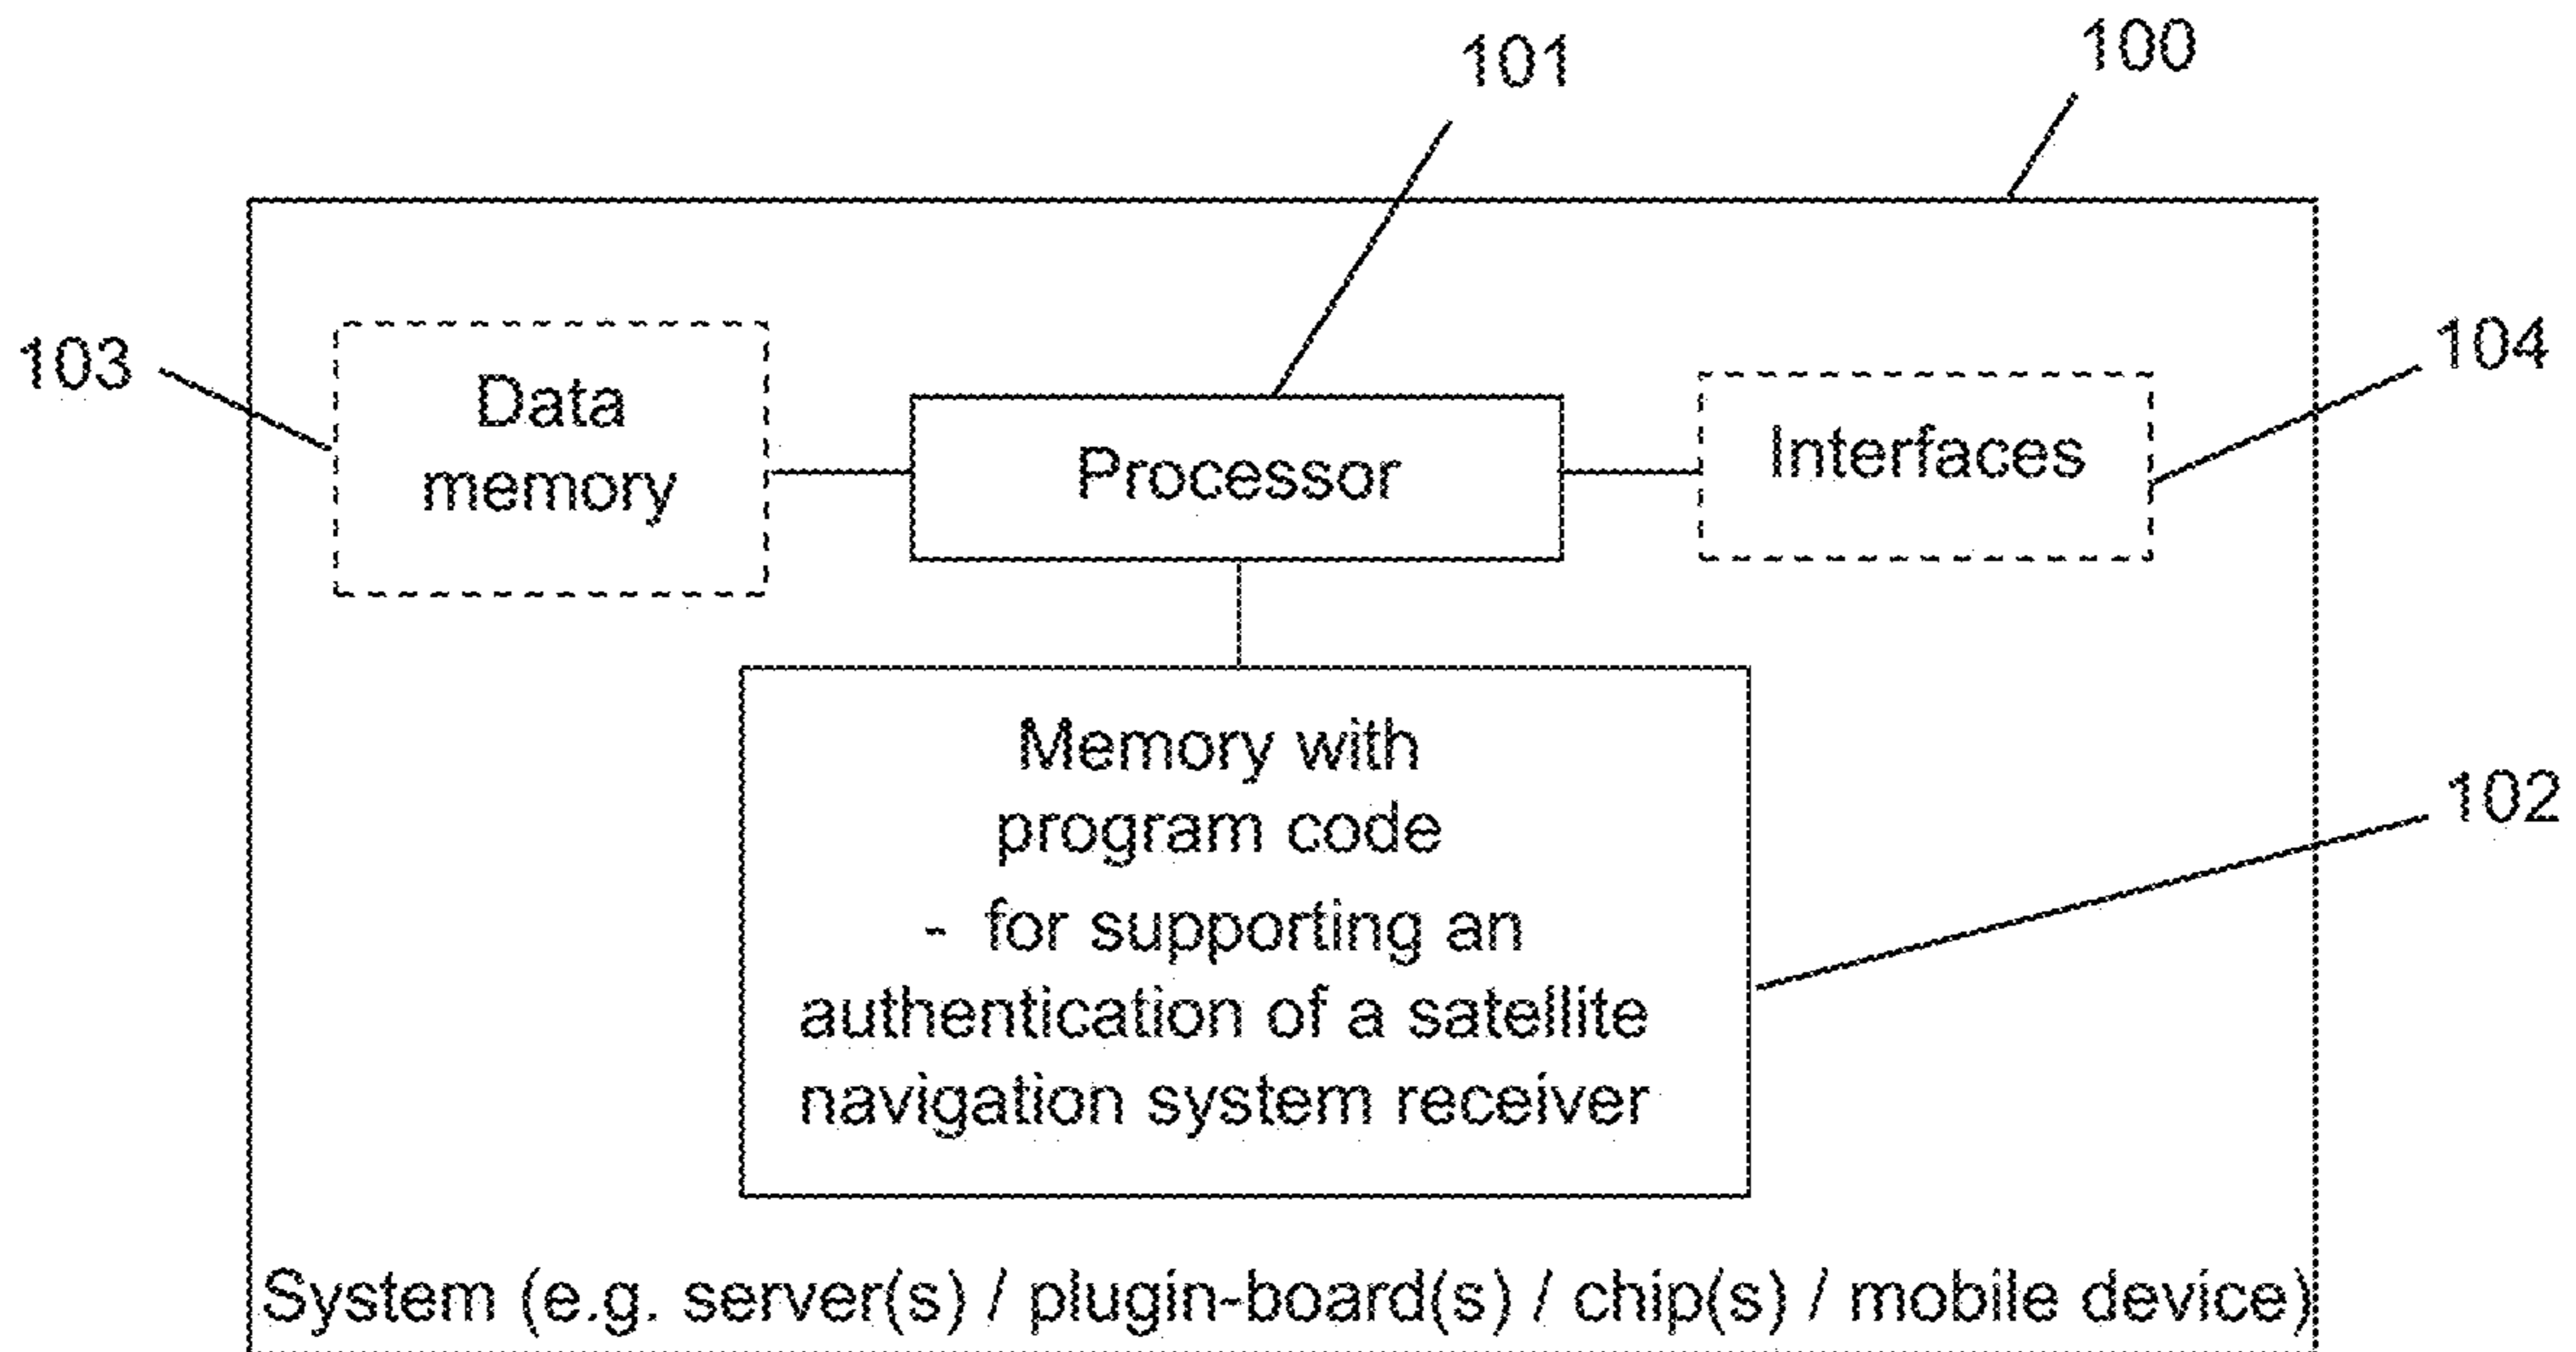 101
100
103
Data
memory
Processor
Interfaces
104
Memory with
program code
- for supporting an
authentication of a satellite
navigation system receiver
102
System (e.g. server(s) / plugin-board(s) / chip(s) / mobile device)